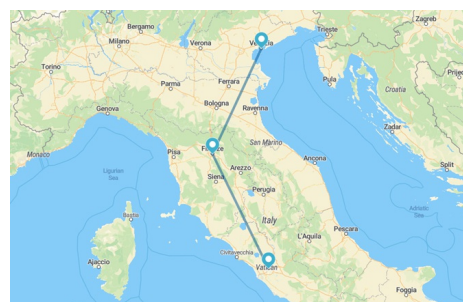 Zagreb
Bergamo
Milano
Verona
Venezia
Trieste
Torino
Ferrara
Pula
Croatia
Parma
Bologna
Ravenna
Genova
Zadar
Monaco
Pisa
Firenze
San Marino
Ligurian
Sea
Siena
Arezzo
Ancona
Split
Perugia
Adriatic
Sea
Bastia
Italy
L'Aquila
Pescara
Ajaccio
Civitavecchia
Vatican
Foggia